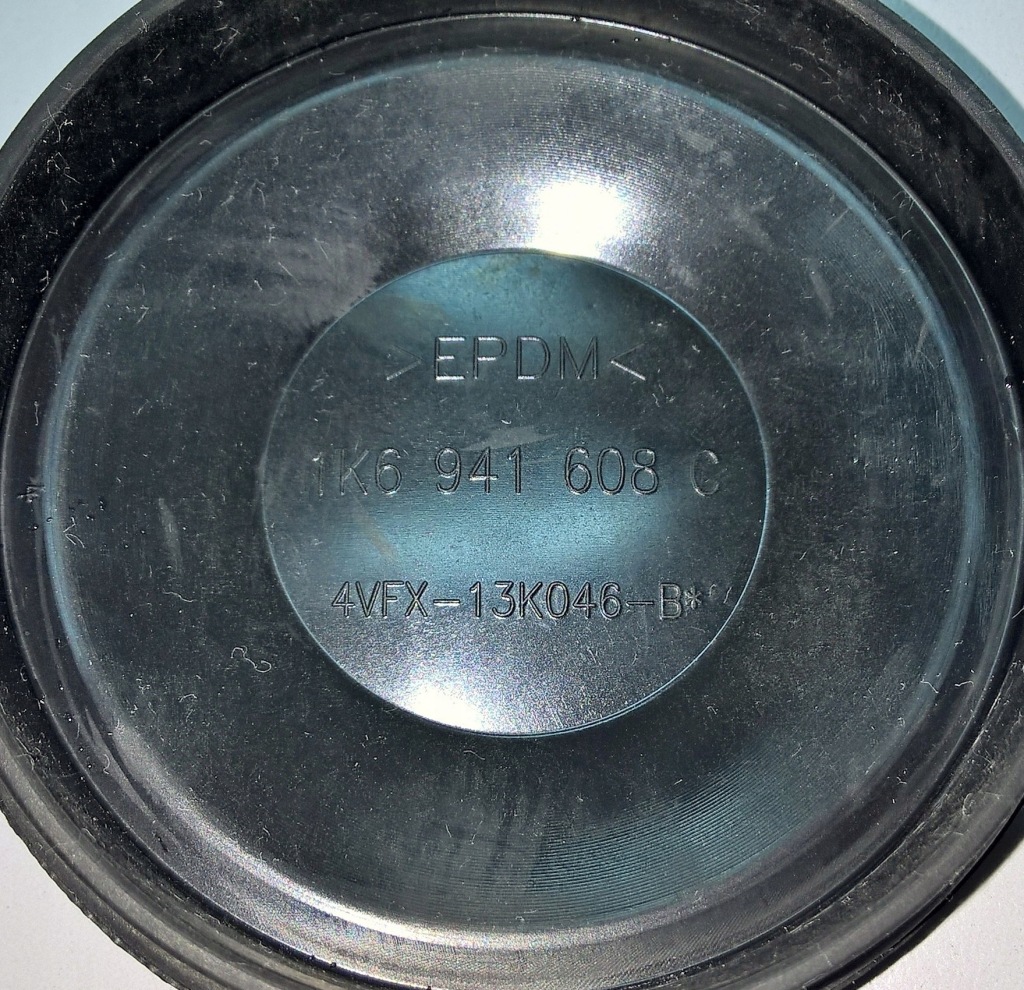 >EPDM<
1K6 941 608 C
4VFX-13K046-B*